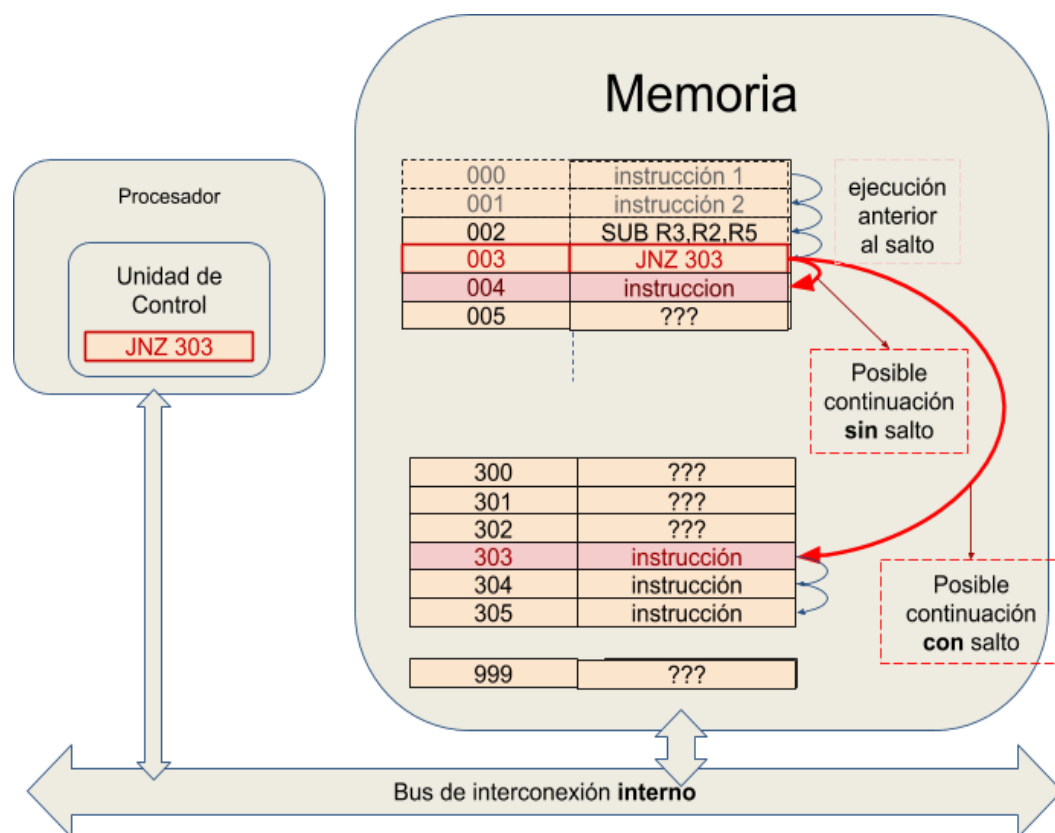 Memoria
Procesador
Unidad de
Control
JNZ 303
000 instrucción 1
001 instrucción 2
002 SUB R3,R2,R5
003 JNZ 303
004 instruccion
005 ???
ejecución
anterior
al salto
Posible
continuación
sin salto
300 ???
301 ???
302 ???
303 instrucción
304 instrucción
305 instrucción
999 ???
Posible
continuación
con salto
Bus de interconexión interno